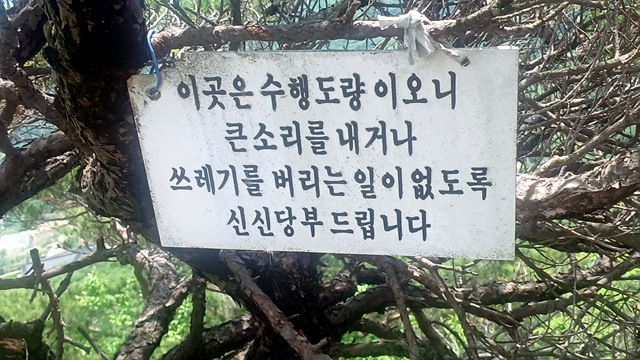 이곳은 수행도량 이오니
큰소리를 내거나
쓰레기를 버리는 일이 없도록
신신당부 드립니다